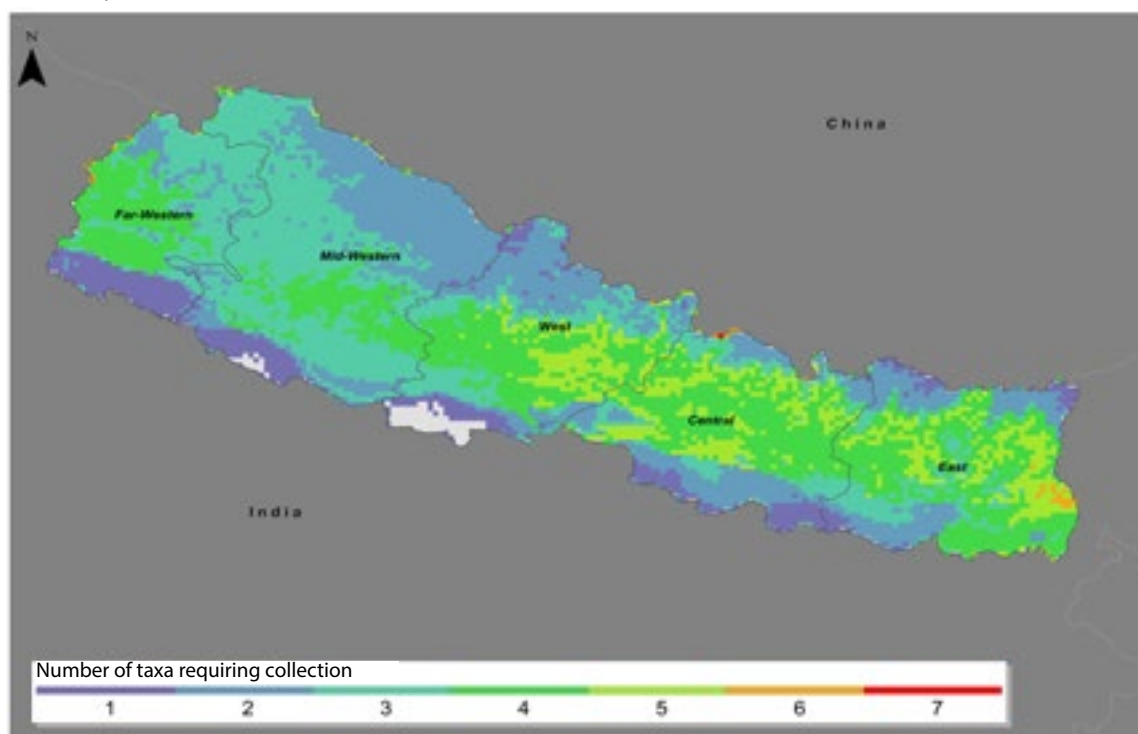 N
China
Far-Western
Mid-Western
West
Central
East
India
Number of taxa requiring collection
1 2 3 4 5 6 7